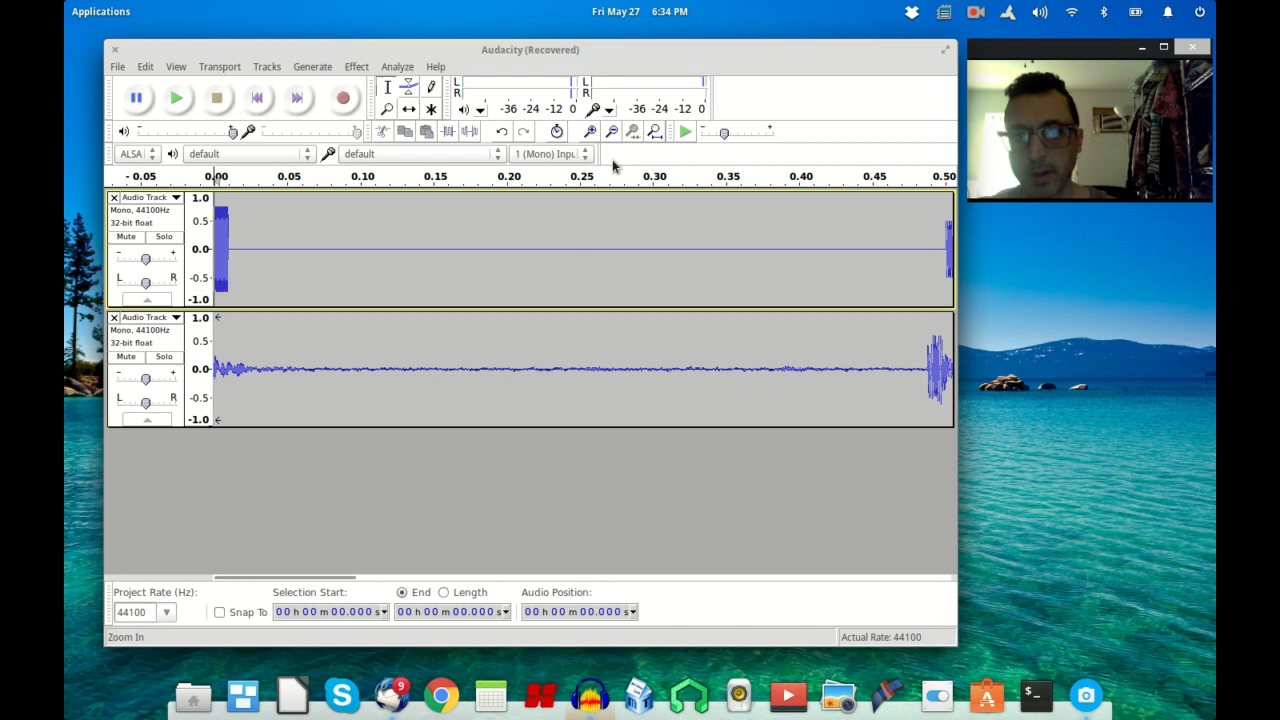 Applications
Fri May 27 6:34 PM
Audacity (Recovered)
File Edit View Transport Tracks Generate Effect Analyze Help
L
R
-36 -24 -12 0
L
R
-36 -24 -12 0
ALSA default default 1 (Mono) Inpu
- 0.05 0.00 0.05 0.10 0.15 0.20 0.25 0.30 0.35 0.40 0.45 0.50
Audio Track
Mono, 44100Hz
32-bit float
Mute Solo
- +
L R
1.0
0.5
0.0
-0.5
-1.0
Audio Track
Mono, 44100Hz
32-bit float
Mute Solo
- +
L R
1.0
0.5
0.0
-0.5
-1.0
Project Rate (Hz): Selection Start: End Length Audio Position:
44100 Snap To 00 h 00 m 00.000 s 00 h 00 m 00.000 s 00 h 00 m 00.000 s
Zoom In Actual Rate: 44100
S 9 $_